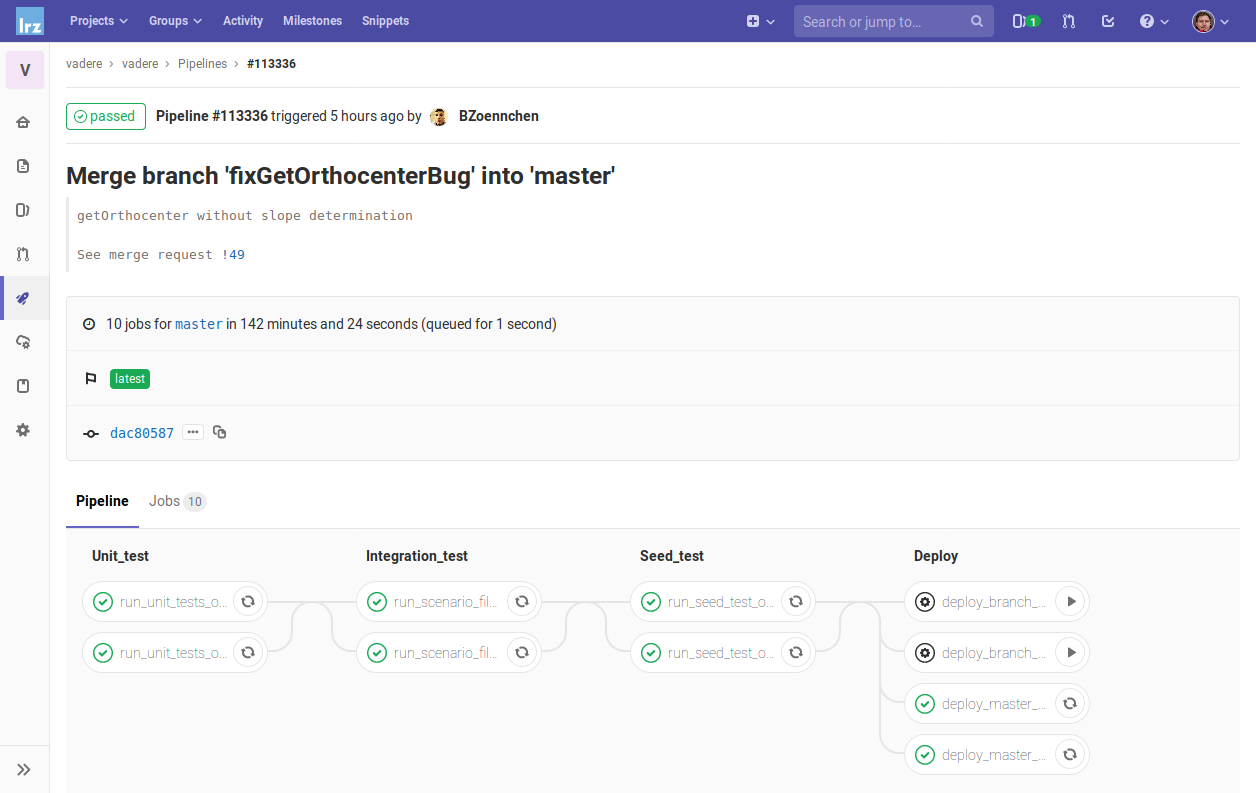 lrz Projects Groups Activity Milestones Snippets Search or jump to... 1
V
vadere > vadere > Pipelines > #113336
passed Pipeline #113336 triggered 5 hours ago by BZoennchen
Merge branch 'fixGetOrthocenterBug' into 'master'
getOrthocenter without slope determination
See merge request !49
10 jobs for master in 142 minutes and 24 seconds (queued for 1 second)
latest
dac80587 ...
Pipeline Jobs 10
Unit_test Integration_test Seed_test Deploy
run_unit_tests_o... run_scenario_fil... run_seed_test_o... deploy_branch_...
run_unit_tests_o... run_scenario_fil... run_seed_test_o... deploy_branch_...
deploy_master_...
deploy_master_...